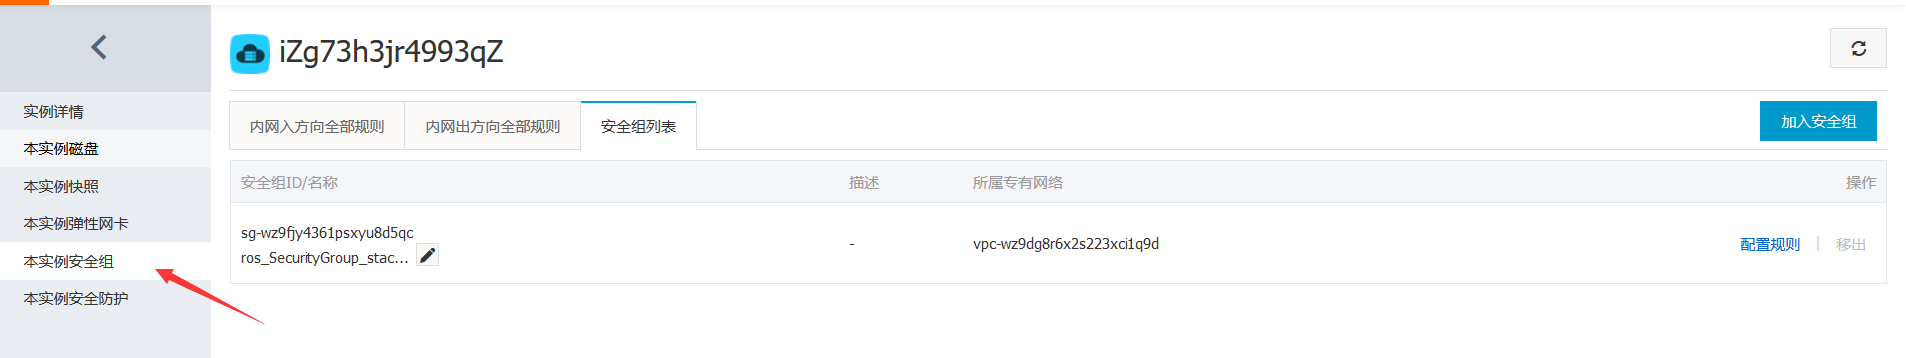 iZg73h3jr4993qZ
实例详情
本实例磁盘
本实例快照
本实例弹性网卡
本实例安全组
本实例安全防护
内网入方向全部规则 内网出方向全部规则 安全组列表 加入安全组
安全组ID/名称 描述 所属专有网络 操作
sg-wz9fjy4361psxyu8d5qc
ros_SecurityGroup_stac...
- vpc-wz9dg8r6x2s223xci1q9d 配置规则 | 移出